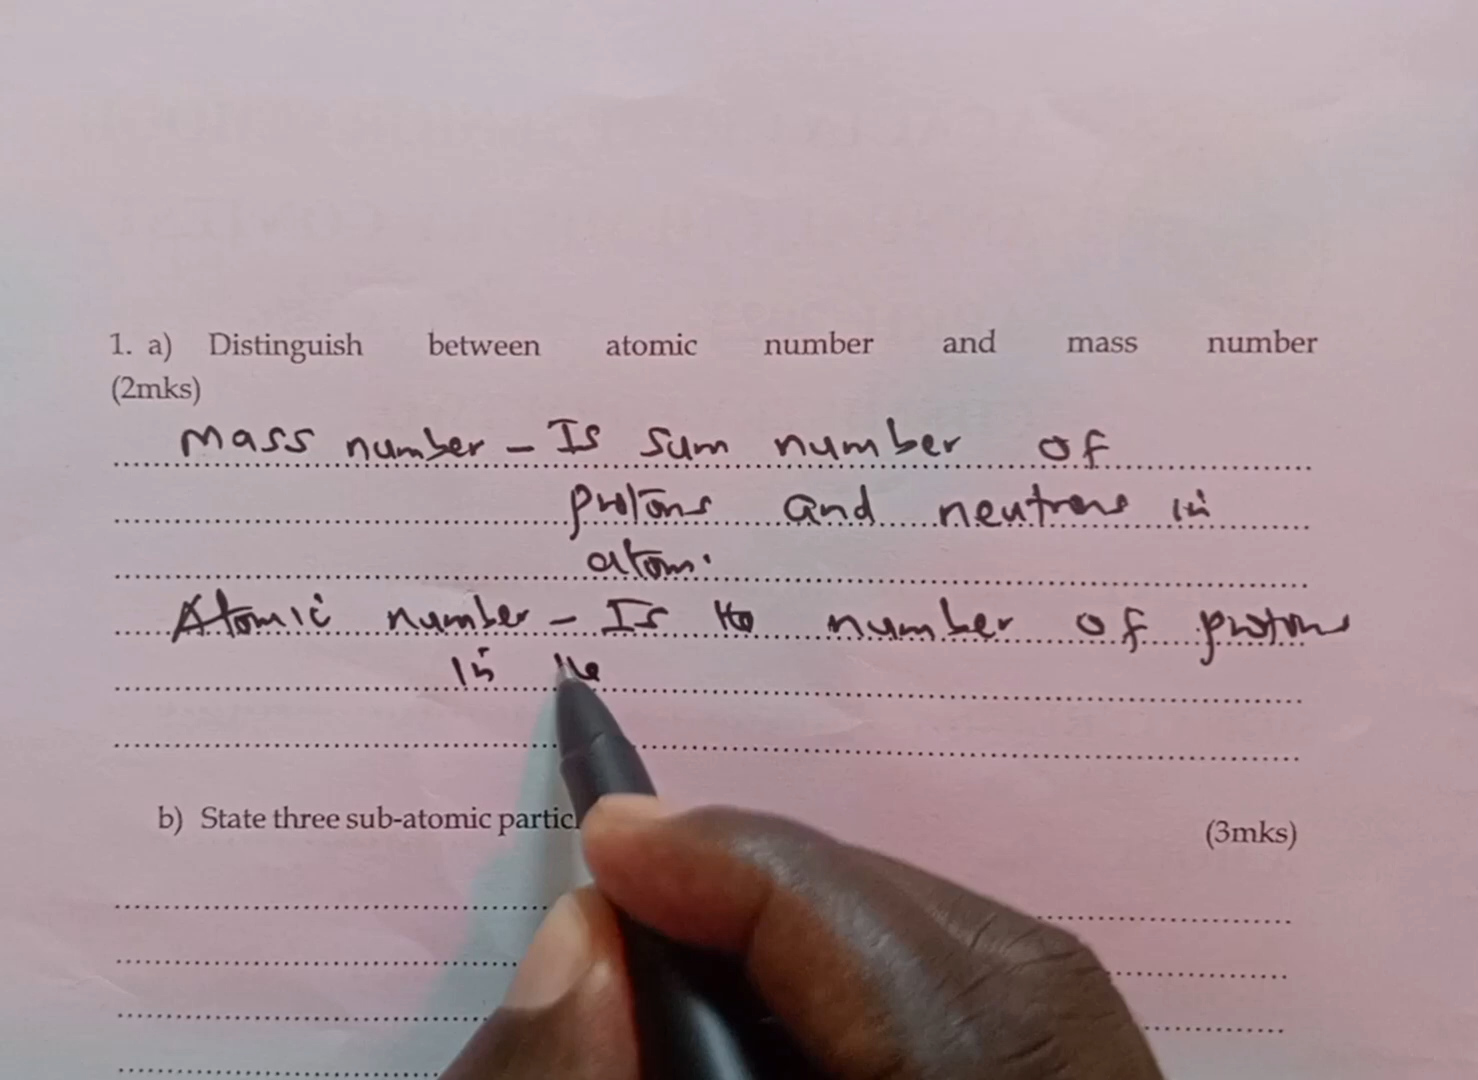 1. a) Distinguish between atomic number and mass number
(2mks)
Mass number - Is sum number of
protons and neutrons in
atom.
Atomic number - Is the number of protons
in the
b) State three sub-atomic partic
(3mks)